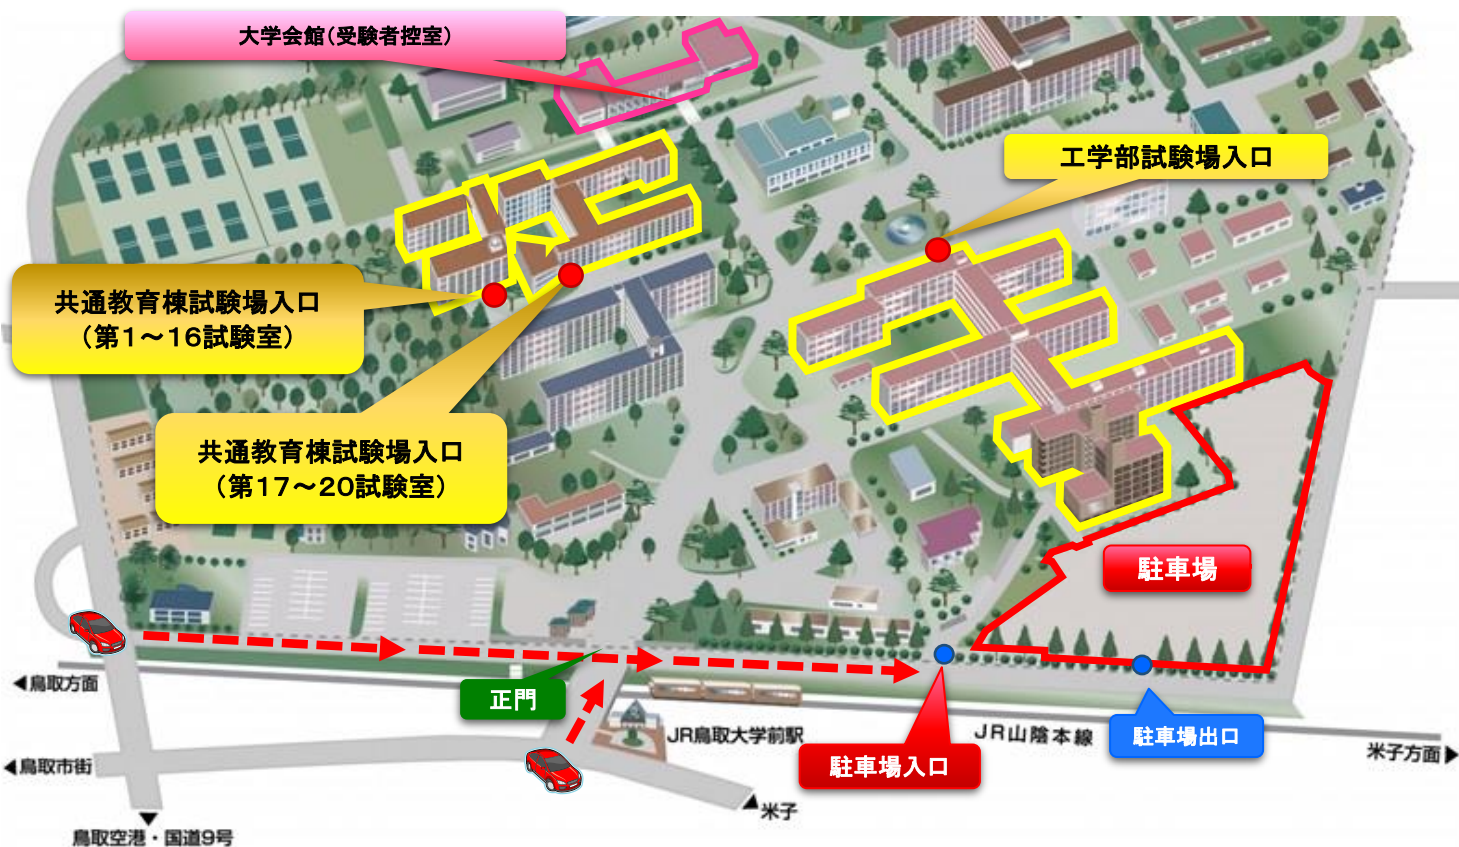 大学会館(受験者控室)
工学部試験場入口
共通教育棟試験場入口
(第1～16試験室)
共通教育棟試験場入口
(第17～20試験室)
駐車場
正門
◀鳥取方面
JR鳥取大学前駅
JR山陰本線
駐車場出口
駐車場入口
米子方面▶
◀鳥取市街
米子
鳥取空港・国道9号